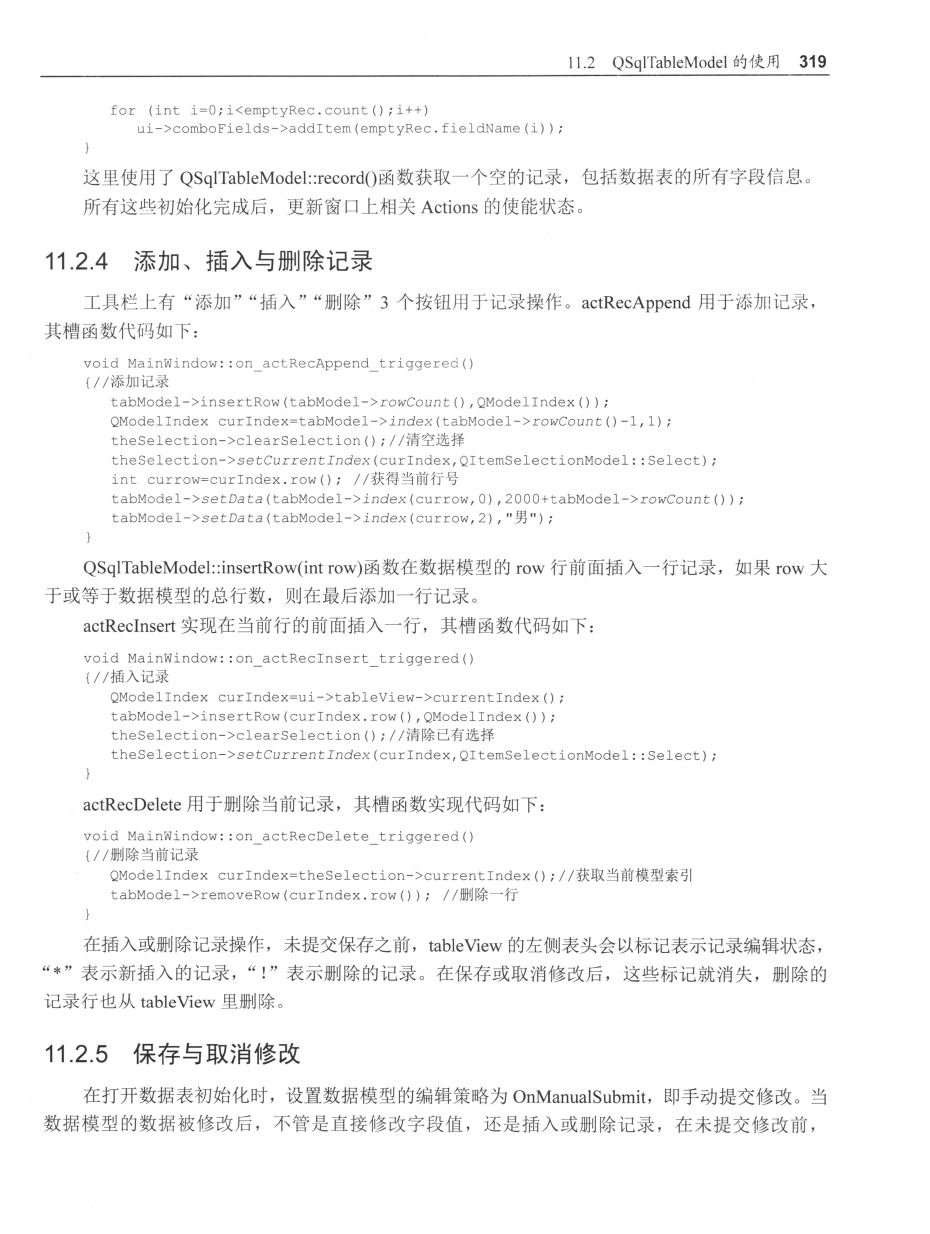 11.2 QSqlTableModel 的使用 319
for (int i=0;i<emptyRec.count();i++)
ui->comboFields->addItem(emptyRec.fieldName(i));
}
这里使用了 QSqlTableModel::record()函数获取一个空的记录，包括数据表的所有字段信息。
所有这些初始化完成后，更新窗口上相关 Actions 的使能状态。
11.2.4 添加、插入与删除记录
工具栏上有“添加”“插入”“删除”3 个按钮用于记录操作。actRecAppend 用于添加记录，
其槽函数代码如下：
void MainWindow::on_actRecAppend_triggered()
{//添加记录
tabModel->insertRow(tabModel->rowCount(),QModelIndex());
QModelIndex curIndex=tabModel->index(tabModel->rowCount()-1,1);
theSelection->clearSelection();//清空选择
theSelection->setCurrentIndex(curIndex,QItemSelectionModel::Select);
int currow=curIndex.row(); //获得当前行号
tabModel->setData(tabModel->index(currow,0),2000+tabModel->rowCount());
tabModel->setData(tabModel->index(currow,2),"男");
}
QSqlTableModel::insertRow(int row)函数在数据模型的 row 行前面插入一行记录，如果 row 大
于或等于数据模型的总行数，则在最后添加一行记录。
actRecInsert 实现在当前行的前面插入一行，其槽函数代码如下：
void MainWindow::on_actRecInsert_triggered()
{//插入记录
QModelIndex curIndex=ui->tableView->currentIndex();
tabModel->insertRow(curIndex.row(),QModelIndex());
theSelection->clearSelection();//清除已有选择
theSelection->setCurrentIndex(curIndex,QItemSelectionModel::Select);
}
actRecDelete 用于删除当前记录，其槽函数实现代码如下：
void MainWindow::on_actRecDelete_triggered()
{//删除当前记录
QModelIndex curIndex=theSelection->currentIndex();//获取当前模型索引
tabModel->removeRow(curIndex.row()); //删除一行
}
在插入或删除记录操作，未提交保存之前，tableView 的左侧表头会以标记表示记录编辑状态，
“*”表示新插入的记录，“!”表示删除的记录。在保存或取消修改后，这些标记就消失，删除的
记录行也从 tableView 里删除。
11.2.5 保存与取消修改
在打开数据表初始化时，设置数据模型的编辑策略为 OnManualSubmit，即手动提交修改。当
数据模型的数据被修改后，不管是直接修改字段值，还是插入或删除记录，在未提交修改前，